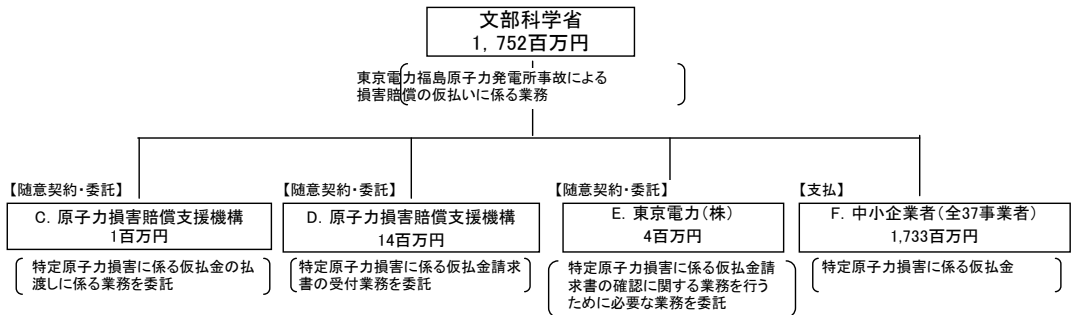 文部科学省
1，752百万円
東京電力福島原子力発電所事故による
損害賠償の仮払いに係る業務
【随意契約・委託】
C．原子力損害賠償支援機構
1百万円
特定原子力損害に係る仮払金の払
渡しに係る業務を委託
【随意契約・委託】
D．原子力損害賠償支援機構
14百万円
特定原子力損害に係る仮払金請求
書の受付業務を委託
【随意契約・委託】
E．東京電力（株）
4百万円
特定原子力損害に係る仮払金請
求書の確認に関する業務を行う
ために必要な業務を委託
【支払】
F．中小企業者（全37事業者）
1,733百万円
特定原子力損害に係る仮払金